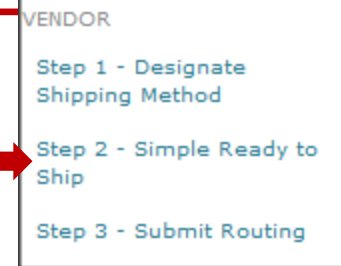 VENDOR
Step 1 - Designate
Shipping Method
Step 2 - Simple Ready to
Ship
Step 3 - Submit Routing